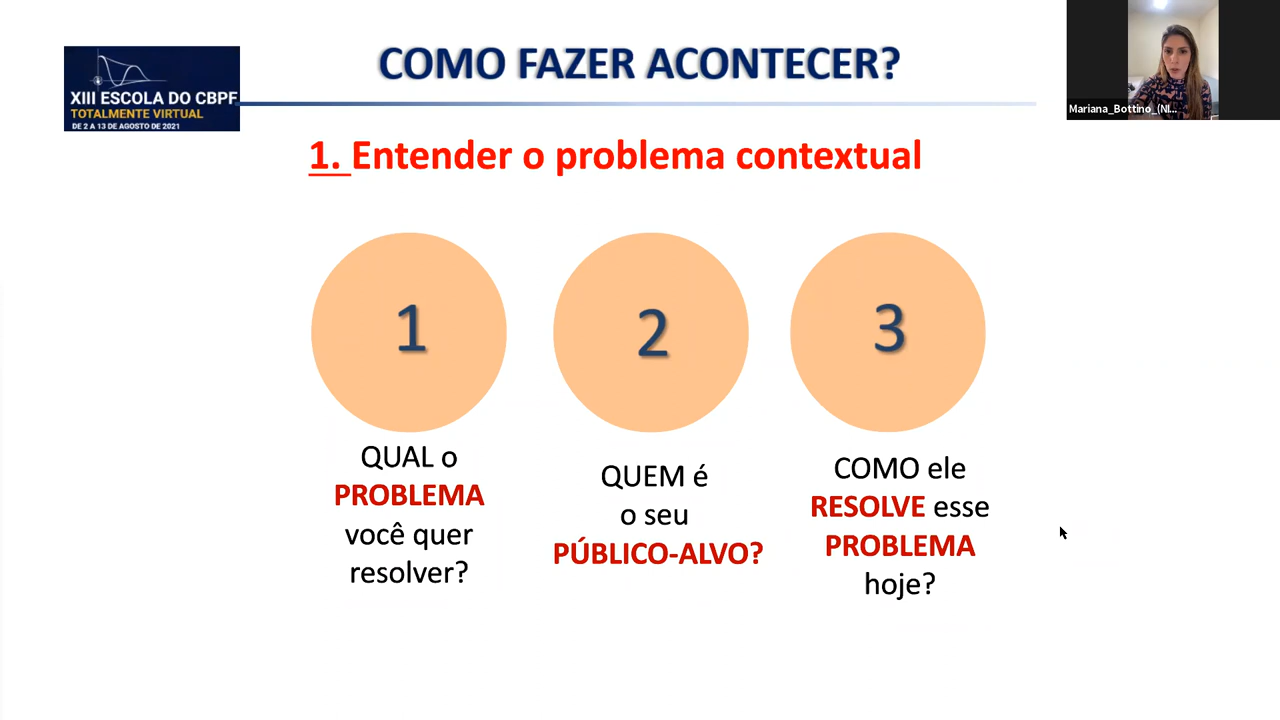 COMO FAZER ACONTECER?
XIII ESCOLA DO CBPF
TOTALMENTE VIRTUAL
DE 2 A 13 DE AGOSTO DE 2021
Mariana_Bottino_(NI...
1. Entender o problema contextual
1
2
3
QUAL o
PROBLEMA
você quer
resolver?
QUEM é
o seu
PÚBLICO-ALVO?
COMO ele
RESOLVE esse
PROBLEMA
hoje?